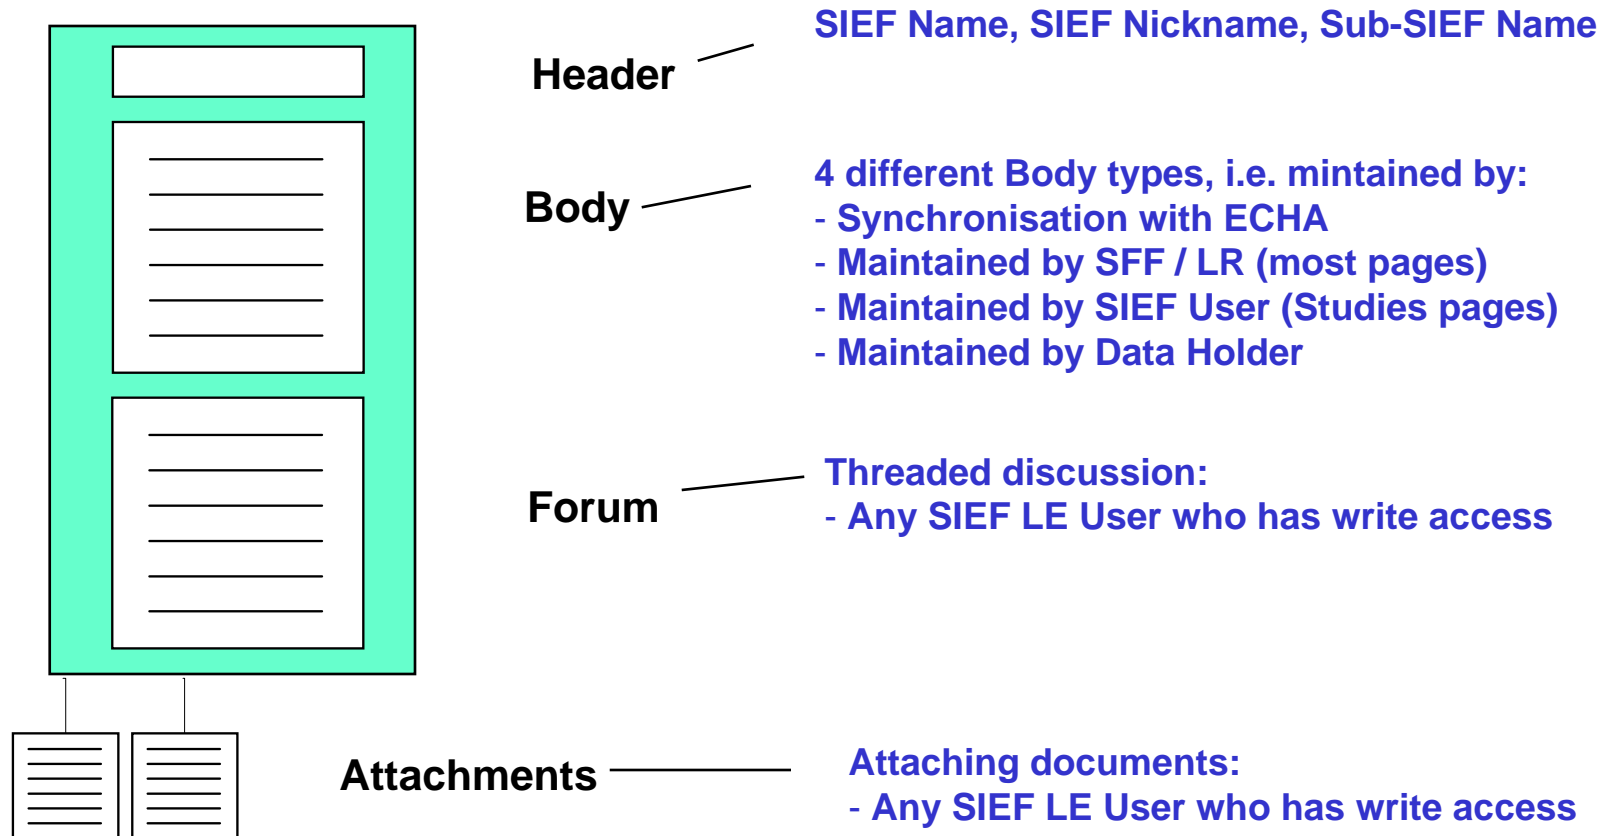 Header
SIEF Name, SIEF Nickname, Sub-SIEF Name
Body
4 different Body types, i.e. mintained by:
- Synchronisation with ECHA
- Maintained by SFF / LR (most pages)
- Maintained by SIEF User (Studies pages)
- Maintained by Data Holder
Forum
Threaded discussion:
- Any SIEF LE User who has write access
Attachments
Attaching documents:
- Any SIEF LE User who has write access